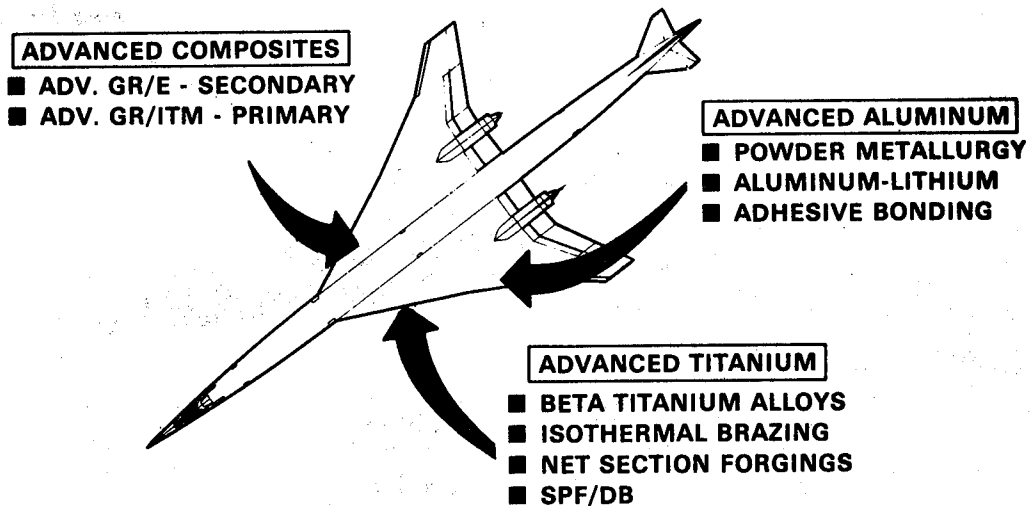 ADVANCED COMPOSITES
■ ADV. GR/E - SECONDARY
■ ADV. GR/ITM - PRIMARY
ADVANCED ALUMINUM
■ POWDER METALLURGY
■ ALUMINUM-LITHIUM
■ ADHESIVE BONDING
ADVANCED TITANIUM
■ BETA TITANIUM ALLOYS
■ ISOTHERMAL BRAZING
■ NET SECTION FORGINGS
■ SPF/DB